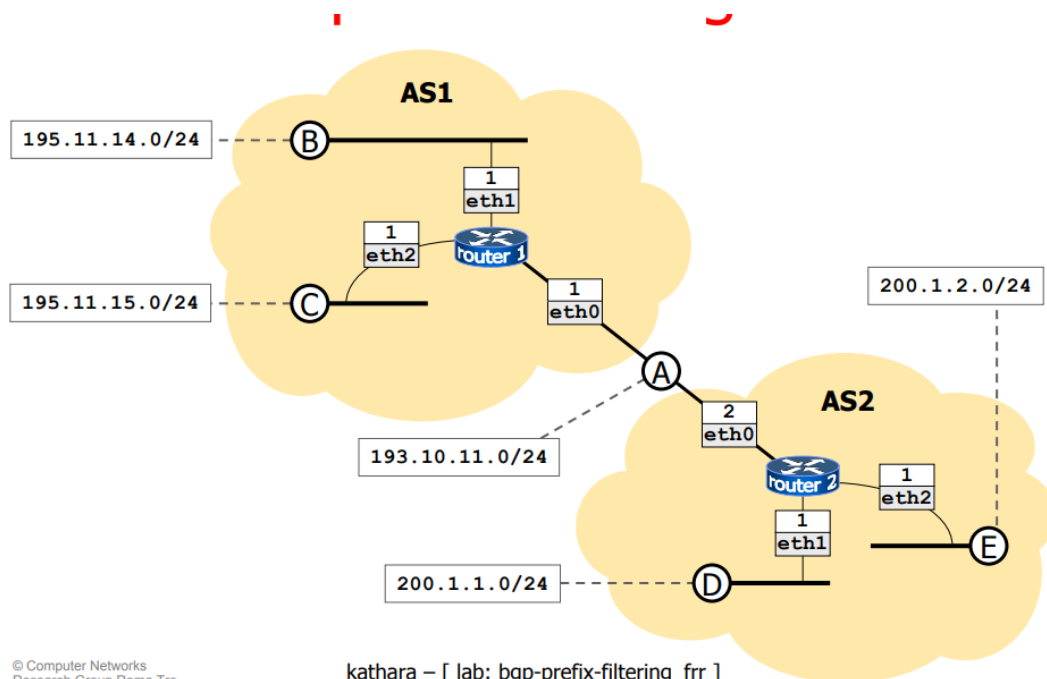 AS1
195.11.14.0/24
B
1
eth1
1
eth2
router 1
195.11.15.0/24
C
1
eth0
200.1.2.0/24
A
AS2
193.10.11.0/24
2
eth0
router 2
1
eth2
1
eth1
E
200.1.1.0/24
D
© Computer Networks
kathara – [ lab: bgp-prefix-filtering_frr ]